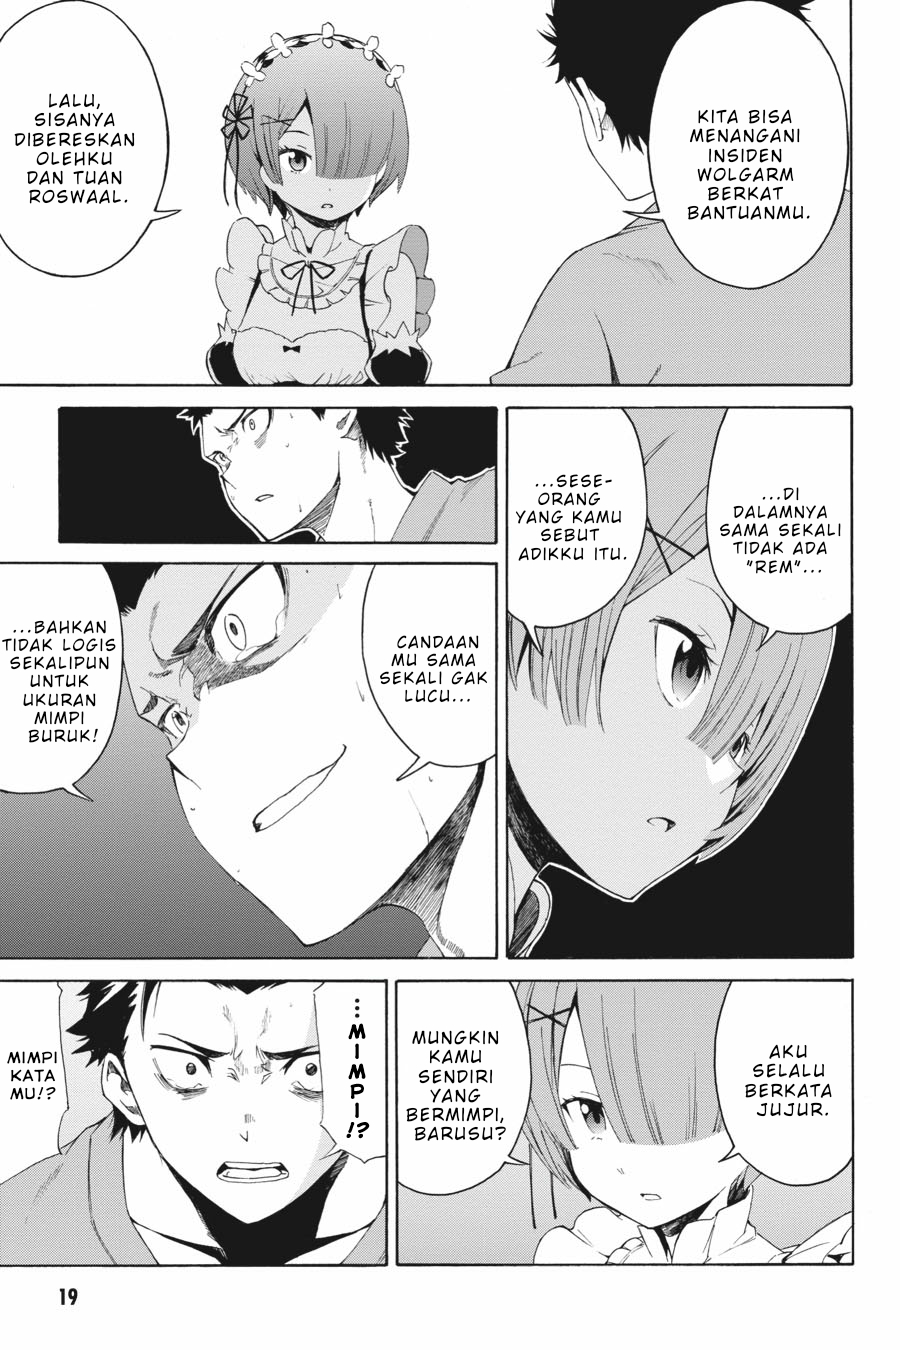 KITA BISA
MENANGANI
INSIDEN
WOLGARM
BERKAT
BANTUANMU.
LALU,
SISANYA
DIBERESKAN
OLEHKU
DAN TUAN
ROSWAAL.
...DI
DALAMNYA
SAMA SEKALI
TIDAK ADA
"REM"...
...SESE-
ORANG
YANG KAMU
SEBUT
ADIKKU ITU.
CANDAAN
MU SAMA
SEKALI GAK
LUCU...
...BAHKAN
TIDAK LOGIS
SEKALIPUN
UNTUK
UKURAN
MIMPI
BURUK!
AKU
SELALU
BERKATA
JUJUR.
MUNGKIN
KAMU
SENDIRI
YANG
BERMIMPI,
BARUSU?
...MIMPI!?
MIMPI
KATA
MU!?
19